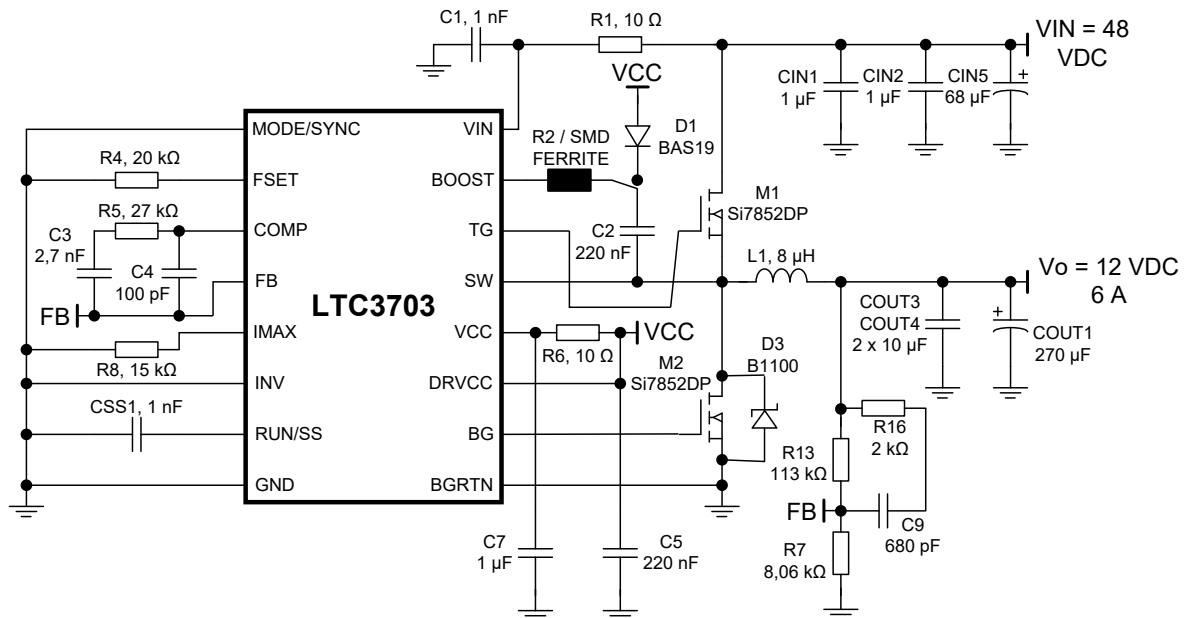 C1, 1 nF
R1, 10 Ω
VIN = 48
VDC
VCC
CIN1
1 µF
CIN2
1 µF
CIN5
68 µF
+
MODE/SYNC
VIN
R2 / SMD
FERRITE
D1
BAS19
R4, 20 kΩ
FSET
BOOST
R5, 27 kΩ
COMP
TG
M1
Si7852DP
C3
2,7 nF
C4
100 pF
C2
220 nF
L1, 8 µH
FB
SW
Vo = 12 VDC
6 A
FB
LTC3703
IMAX
VCC
R6, 10 Ω
VCC
COUT3
COUT4
2 x 10 µF
+
COUT1
270 µF
R8, 15 kΩ
INV
DRVCC
M2
Si7852DP
D3
B1100
CSS1, 1 nF
RUN/SS
BG
R16
2 kΩ
R13
113 kΩ
GND
BGRTN
FB
C9
680 pF
C7
1 µF
C5
220 nF
R7
8,06 kΩ